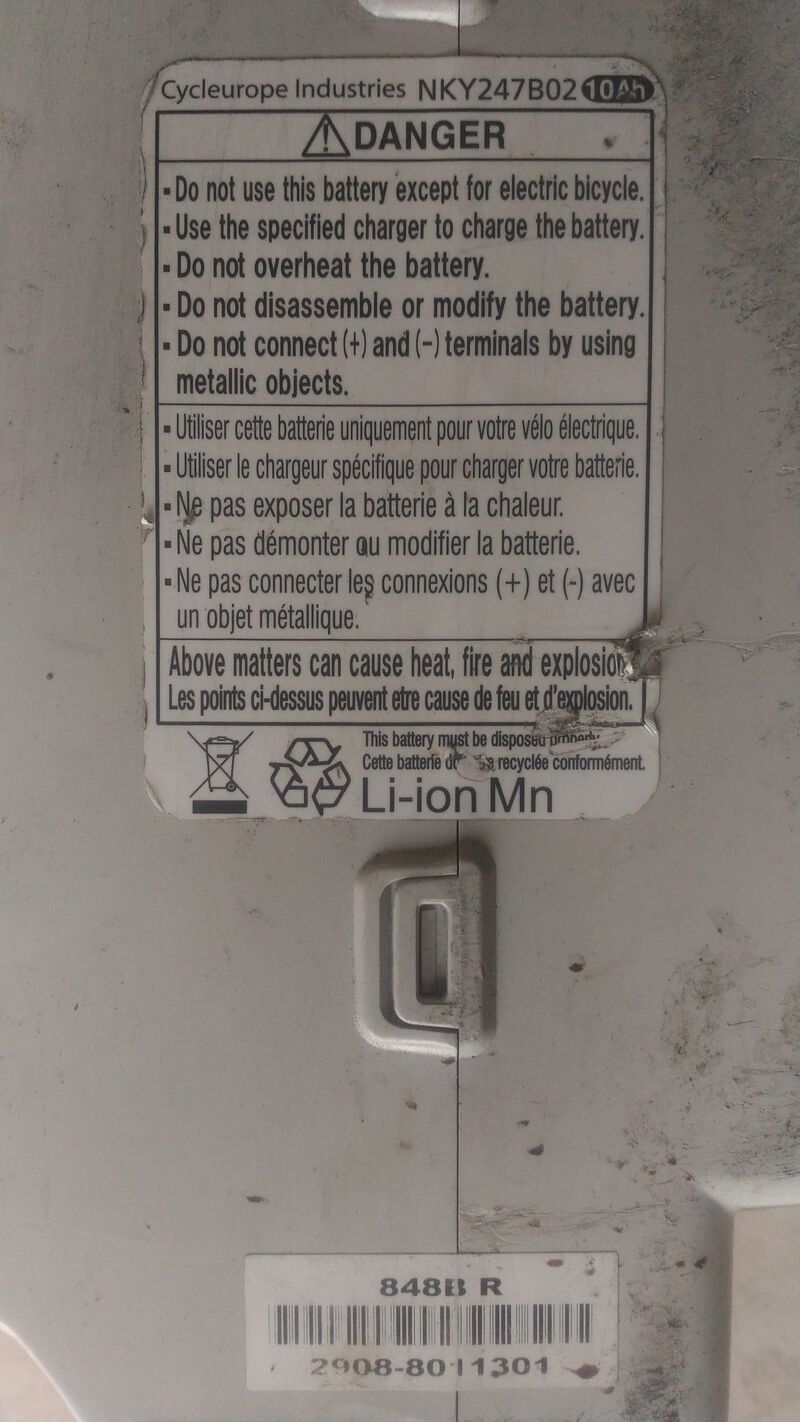 Cycleurope Industries NKY247B02 10Ah
DANGER
▪ Do not use this battery except for electric bicycle.
▪ Use the specified charger to charge the battery.
▪ Do not overheat the battery.
▪ Do not disassemble or modify the battery.
▪ Do not connect (+) and (-) terminals by using
metallic objects.
▪ Utiliser cette batterie uniquement pour votre vélo électrique.
▪ Utiliser le chargeur spécifique pour charger votre batterie.
▪ Ne pas exposer la batterie à la chaleur.
▪ Ne pas démonter ou modifier la batterie.
▪ Ne pas connecter les connexions (+) et (-) avec
un objet métallique.
Above matters can cause heat, fire and explosion
Les points ci-dessus peuvent etre cause de feu et d'explosion.
This battery must be disposed properly.
Cette batterie recyclée conformément.
Li-ion Mn
848B R
2908-8011301